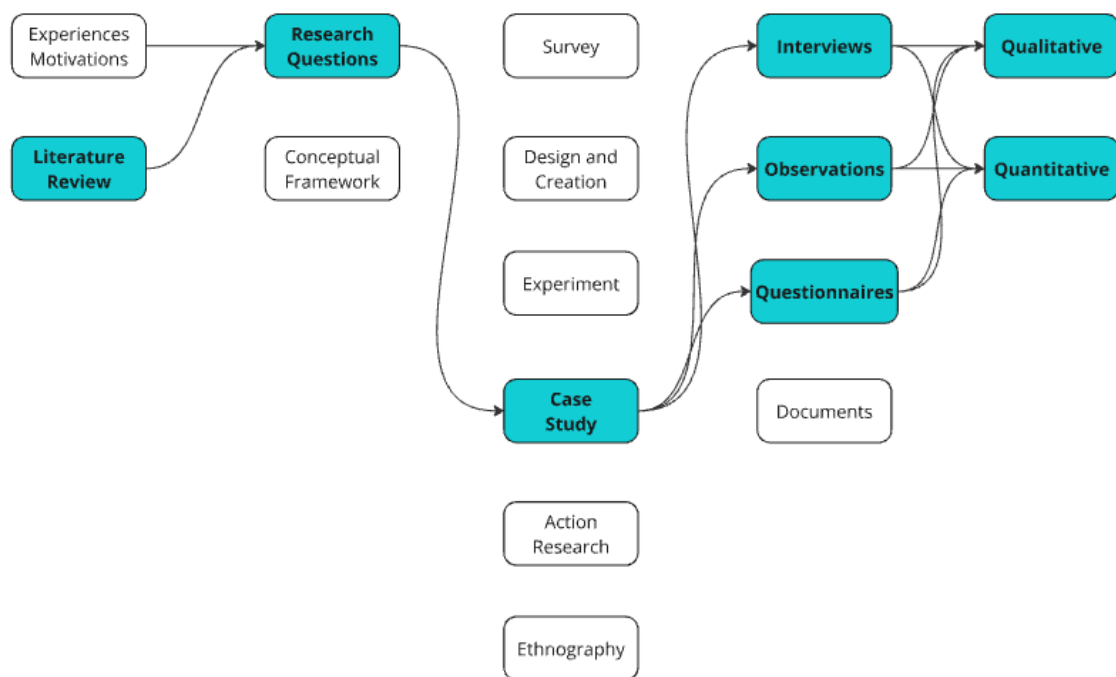 Experiences
Motivations
Research
Questions
Survey
Interviews
Qualitative
Literature
Review
Conceptual
Framework
Design and
Creation
Observations
Quantitative
Experiment
Questionnaires
Case
Study
Documents
Action
Research
Ethnography